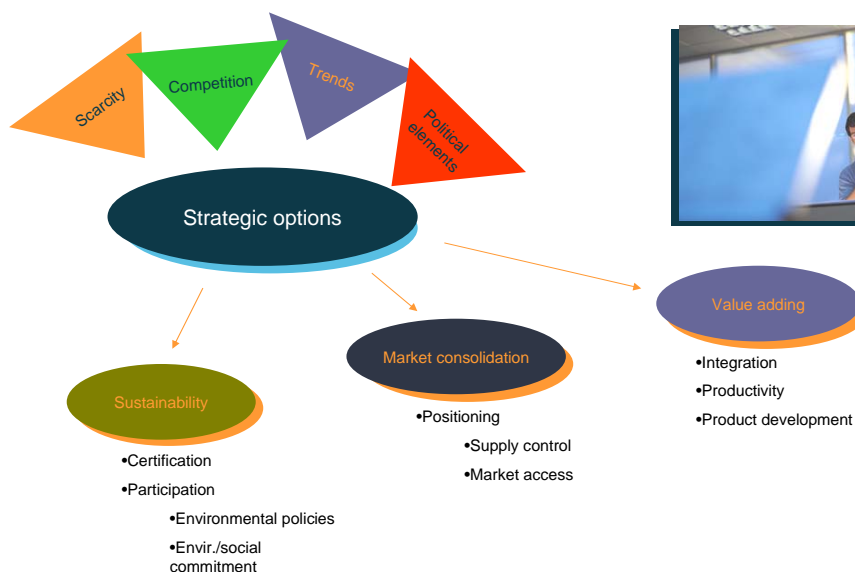 Scarcity
Competition
Trends
Political
elements
Strategic options
Value adding
•Integration
•Productivity
•Product development
Market consolidation
•Positioning
•Supply control
•Market access
Sustainability
•Certification
•Participation
•Environmental policies
•Envir./social
commitment